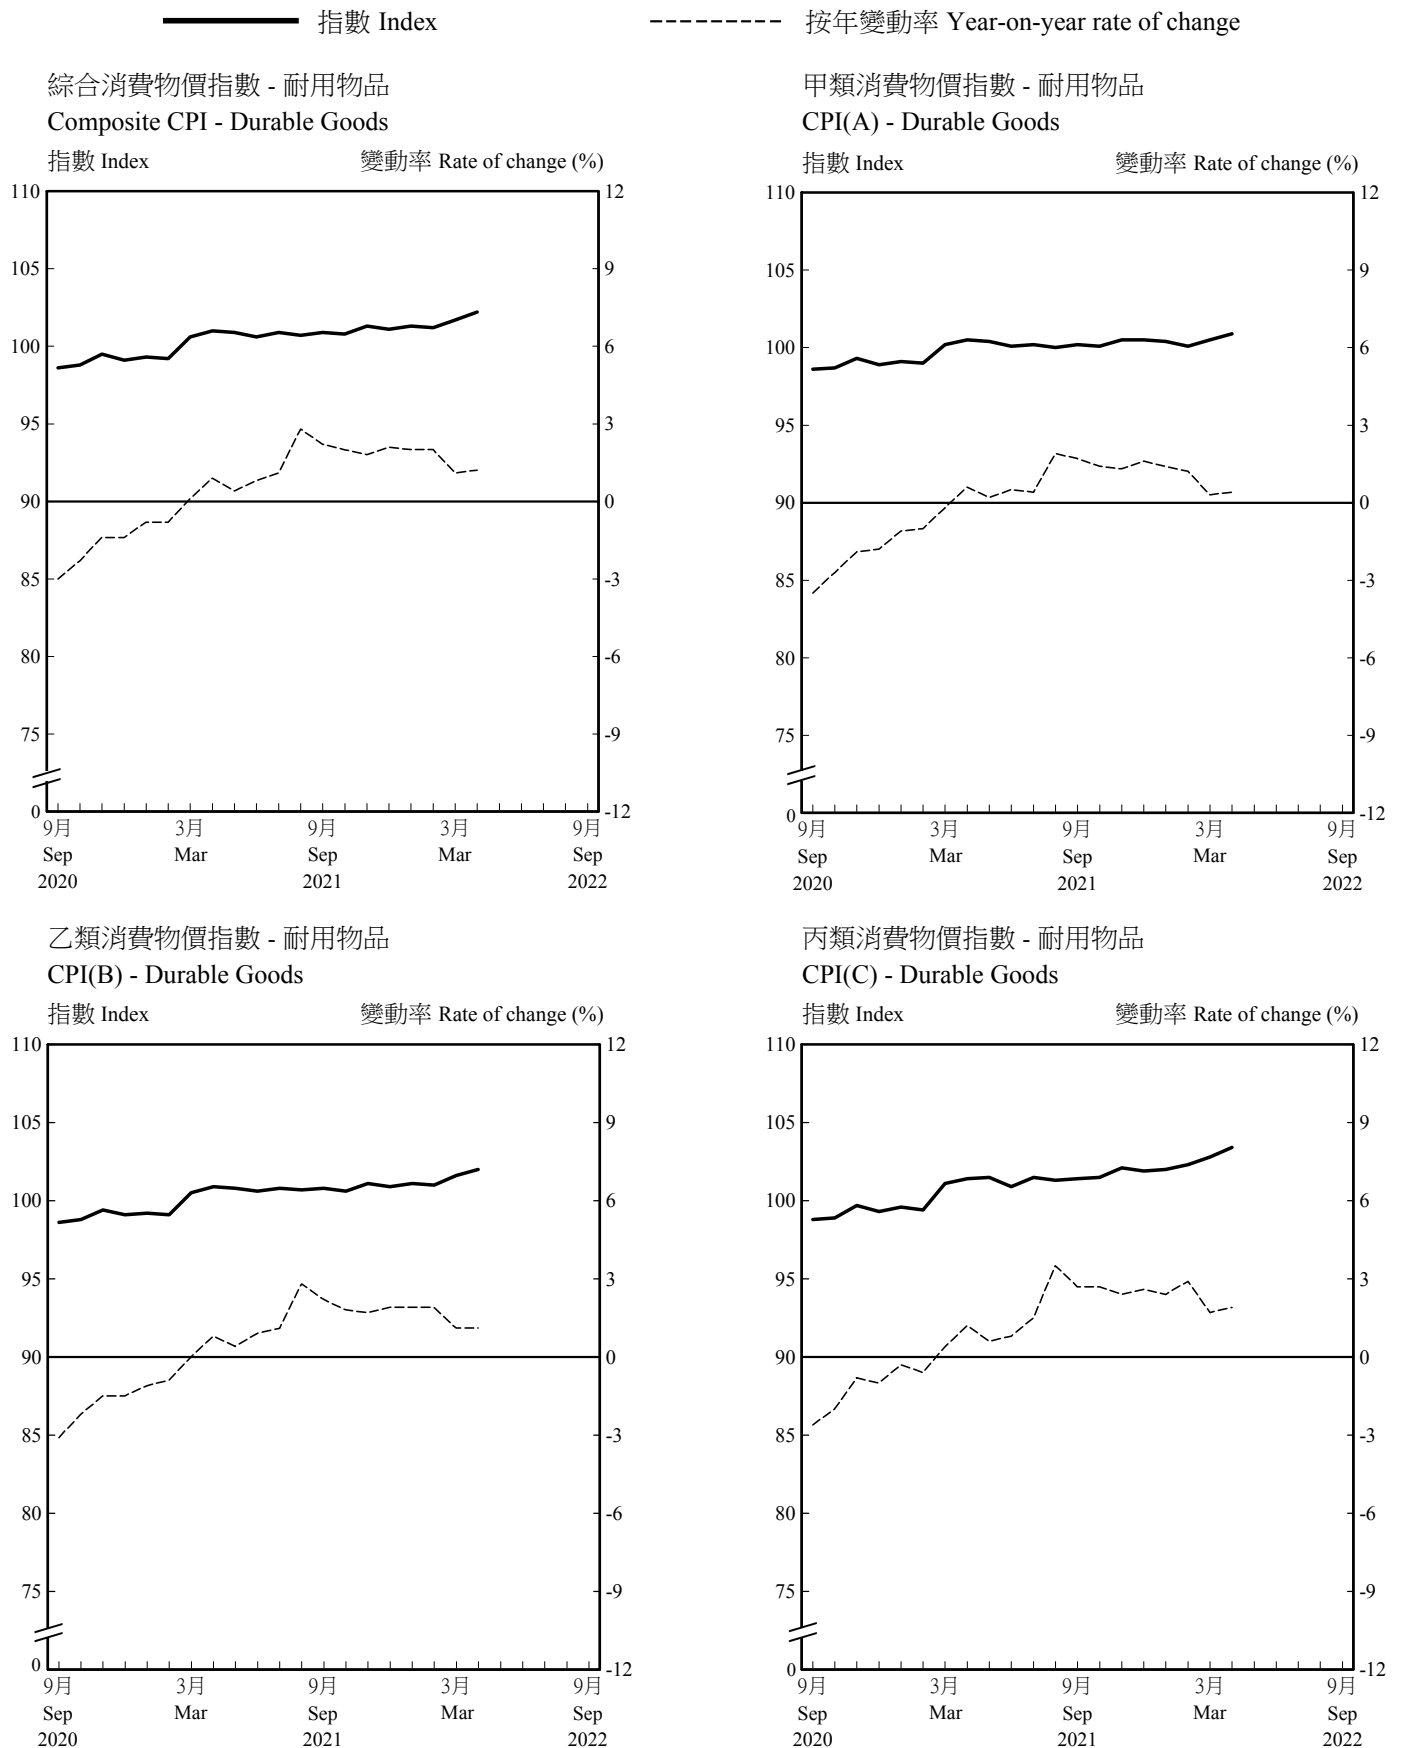 指數 Index
按年變動率 Year-on-year rate of change
綜合消費物價指數 - 耐用物品
Composite CPI - Durable Goods
指數 Index 變動率 Rate of change (%)
110 12
105 9
100 6
95 3
90 0
85 -3
80 -6
75 -9
0 -12
9月 3月 9月 3月 9月
Sep Mar Sep Mar Sep
2020 2021 2022
甲類消費物價指數 - 耐用物品
CPI(A) - Durable Goods
指數 Index 變動率 Rate of change (%)
110 12
105 9
100 6
95 3
90 0
85 -3
80 -6
75 -9
0 -12
9月 3月 9月 3月 9月
Sep Mar Sep Mar Sep
2020 2021 2022
乙類消費物價指數 - 耐用物品
CPI(B) - Durable Goods
指數 Index 變動率 Rate of change (%)
110 12
105 9
100 6
95 3
90 0
85 -3
80 -6
75 -9
0 -12
9月 3月 9月 3月 9月
Sep Mar Sep Mar Sep
2020 2021 2022
丙類消費物價指數 - 耐用物品
CPI(C) - Durable Goods
指數 Index 變動率 Rate of change (%)
110 12
105 9
100 6
95 3
90 0
85 -3
80 -6
75 -9
0 -12
9月 3月 9月 3月 9月
Sep Mar Sep Mar Sep
2020 2021 2022